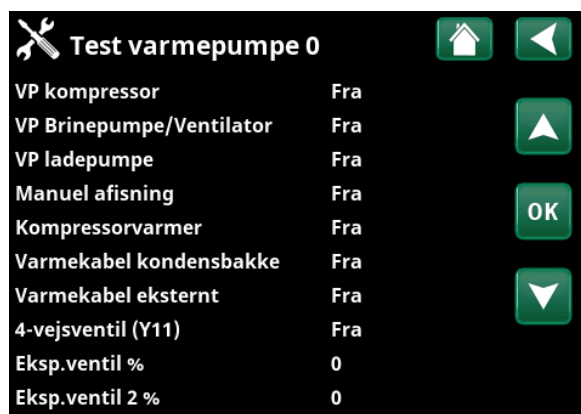 Test varmepumpe 0
VP kompressor Fra
VP Brinepumpe/Ventilator Fra
VP ladepumpe Fra
Manuel afisning Fra
OK
Kompressorvarmer Fra
Varmekabel kondensbakke Fra
Varmekabel eksternt Fra
4-vejsventil (Y11) Fra
Eksp.ventil % 0
Eksp.ventil 2 % 0